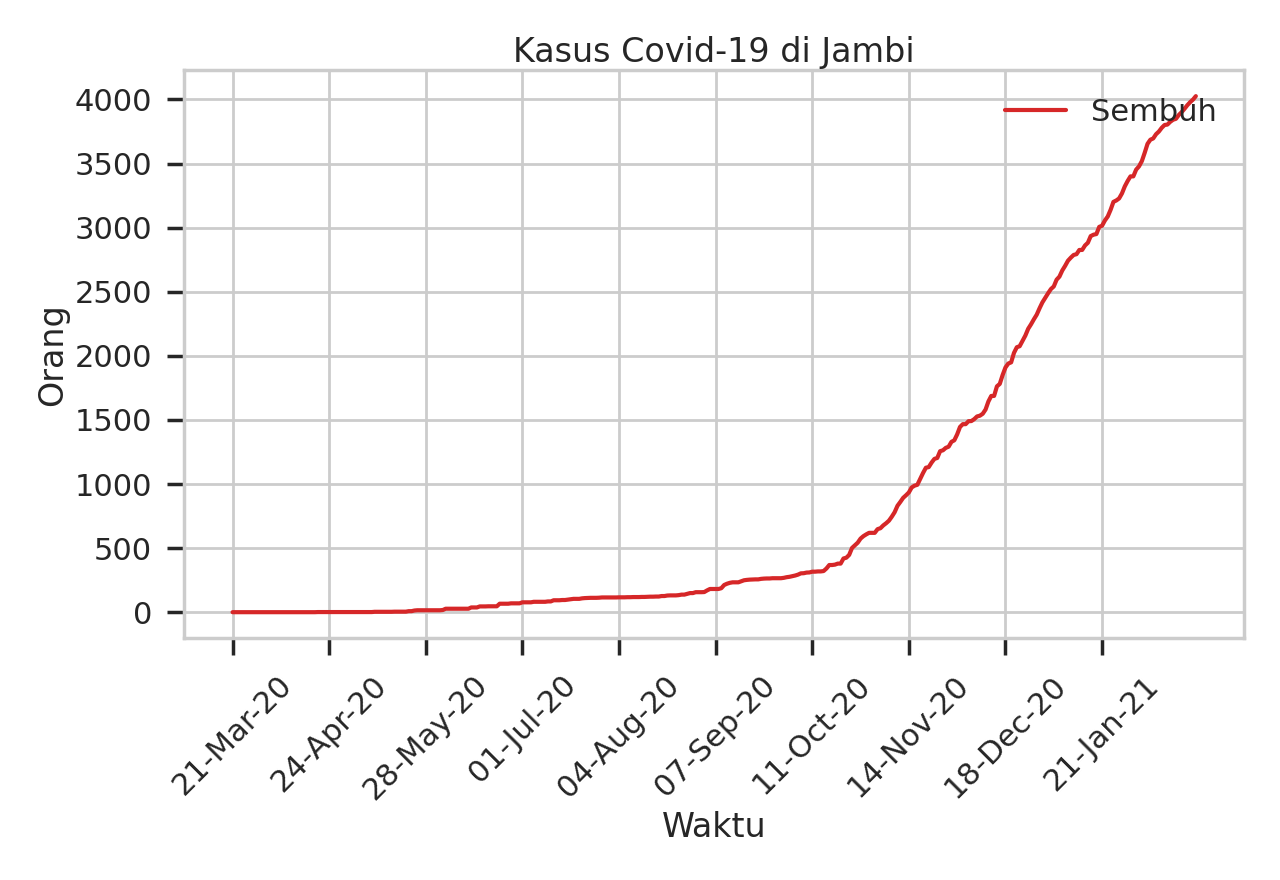 Kasus Covid-19 di Jambi
Sembuh
Orang
4000
3500
3000
2500
2000
1500
1000
500
0
21-Mar-20
24-Apr-20
28-May-20
01-Jul-20
04-Aug-20
07-Sep-20
11-Oct-20
14-Nov-20
18-Dec-20
21-Jan-21
Waktu